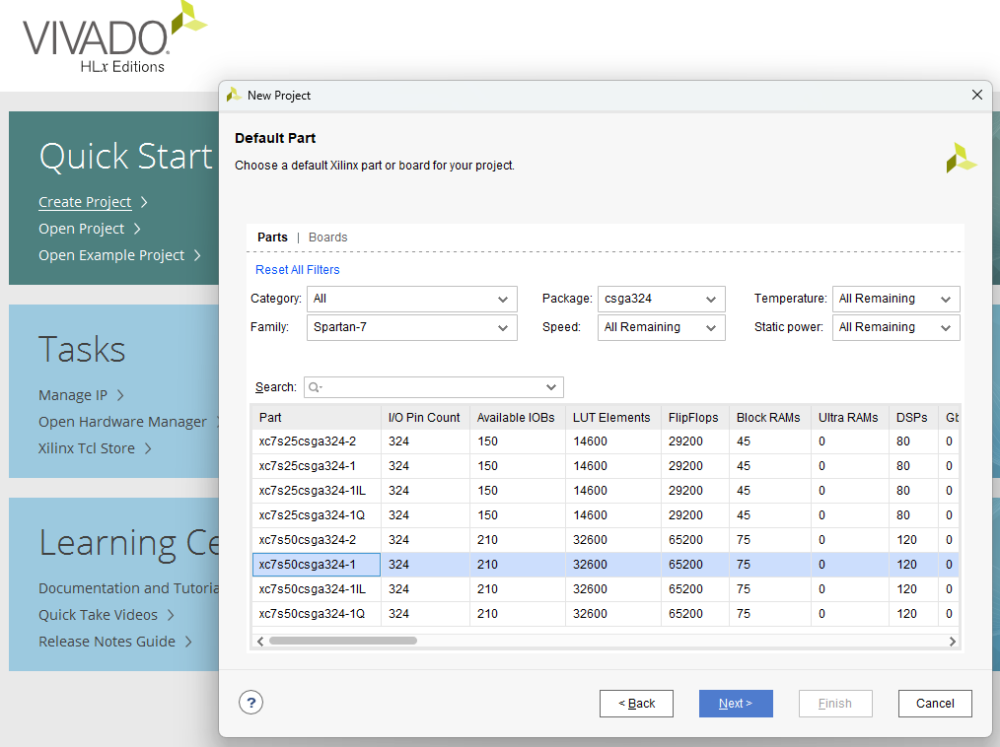 VIVADO
HLx Editions
New Project
Default Part
Choose a default Xilinx part or board for your project.
Quick Start
Create Project
Open Project
Open Example Project
Tasks
Manage IP
Open Hardware Manager
Xilinx Tcl Store
Learning Ce
Documentation and Tutoria
Quick Take Videos
Release Notes Guide
Parts | Boards
Reset All Filters
Category: All Package: csga324 Temperature: All Remaining
Family: Spartan-7 Speed: All Remaining Static power: All Remaining
Search:
Part I/O Pin Count Available IOBs LUT Elements FlipFlops Block RAMs Ultra RAMs DSPs Gb
xc7s25csga324-2 324 150 14600 29200 45 0 80 0
xc7s25csga324-1 324 150 14600 29200 45 0 80 0
xc7s25csga324-1IL 324 150 14600 29200 45 0 80 0
xc7s25csga324-1Q 324 150 14600 29200 45 0 80 0
xc7s50csga324-2 324 210 32600 65200 75 0 120 0
xc7s50csga324-1 324 210 32600 65200 75 0 120 0
xc7s50csga324-1IL 324 210 32600 65200 75 0 120 0
xc7s50csga324-1Q 324 210 32600 65200 75 0 120 0
? < Back Next > Finish Cancel